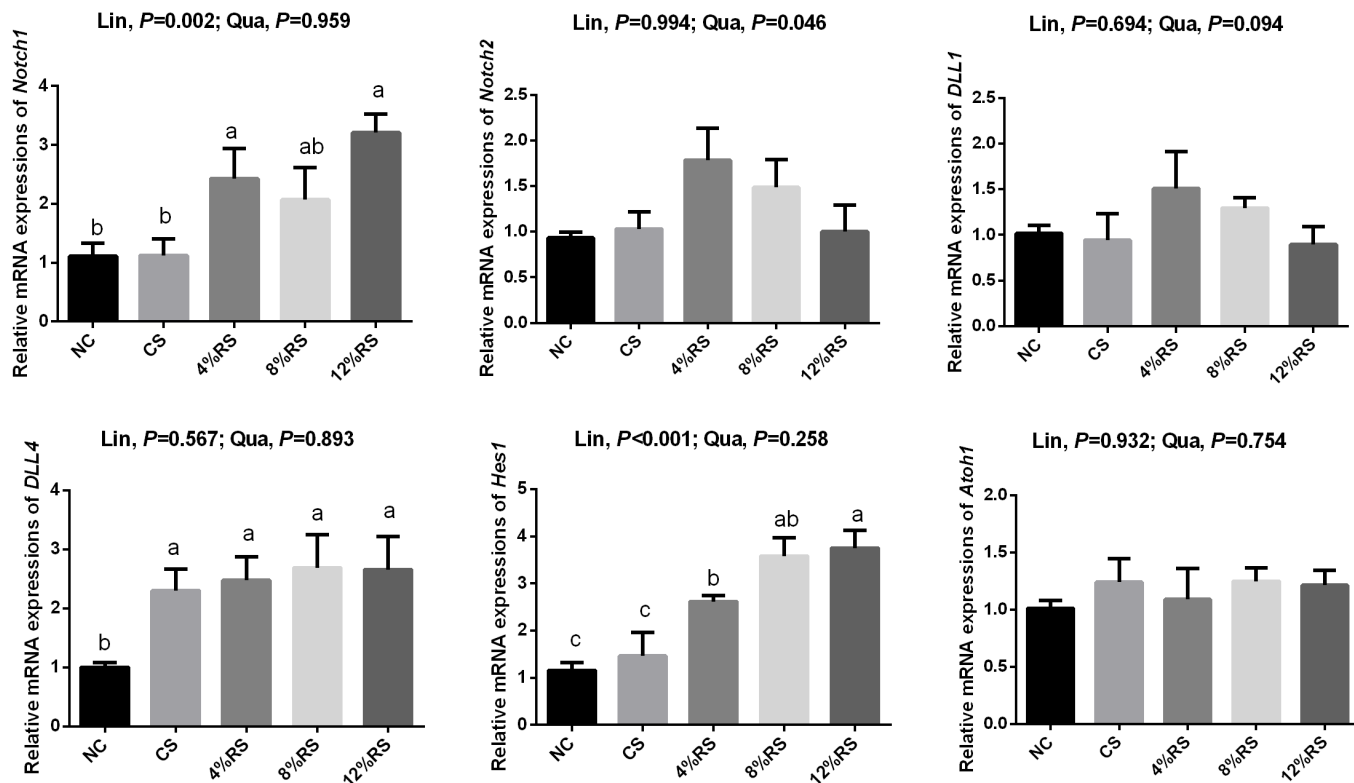 Lin, P=0.002; Qua, P=0.959
Relative mRNA expressions of Notch1
4
3
2
1
0
b
b
a
ab
a
NC
CS
4%RS
8%RS
12%RS
Lin, P=0.994; Qua, P=0.046
Relative mRNA expressions of Notch2
2.5
2.0
1.5
1.0
0.5
0.0
NC
CS
4%RS
8%RS
12%RS
Lin, P=0.694; Qua, P=0.094
Relative mRNA expressions of DLL1
2.5
2.0
1.5
1.0
0.5
0.0
NC
CS
4%RS
8%RS
12%RS
Lin, P=0.567; Qua, P=0.893
Relative mRNA expressions of DLL4
4
3
2
1
0
b
a
a
a
a
NC
CS
4%RS
8%RS
12%RS
Lin, P<0.001; Qua, P=0.258
Relative mRNA expressions of Hes1
5
4
3
2
1
0
c
c
b
ab
a
NC
CS
4%RS
8%RS
12%RS
Lin, P=0.932; Qua, P=0.754
Relative mRNA expressions of Atoh1
2.0
1.5
1.0
0.5
0.0
NC
CS
4%RS
8%RS
12%RS